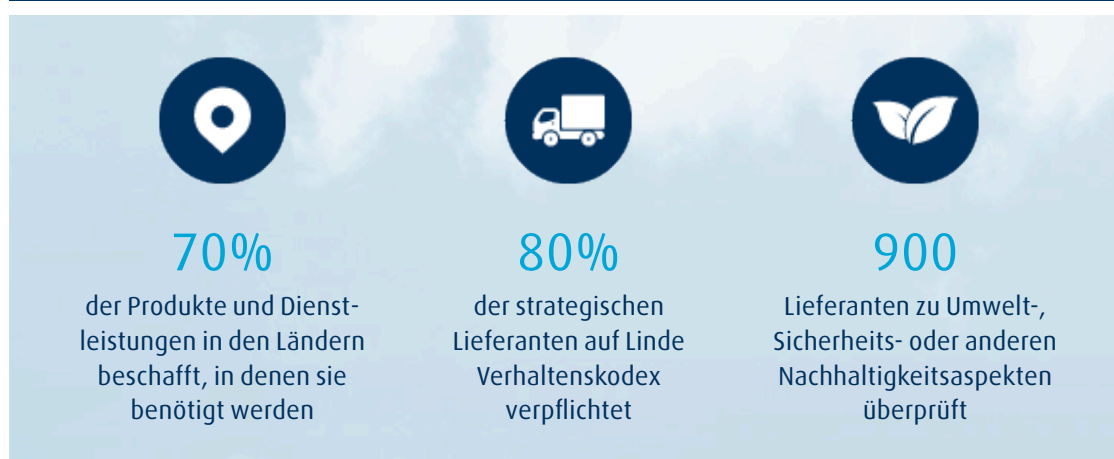 70%
der Produkte und Dienst-
leistungen in den Ländern
beschafft, in denen sie
benötigt werden
80%
der strategischen
Lieferanten auf Linde
Verhaltenskodex
verpflichtet
900
Lieferanten zu Umwelt-,
Sicherheits- oder anderen
Nachhaltigkeitsaspekten
überprüft